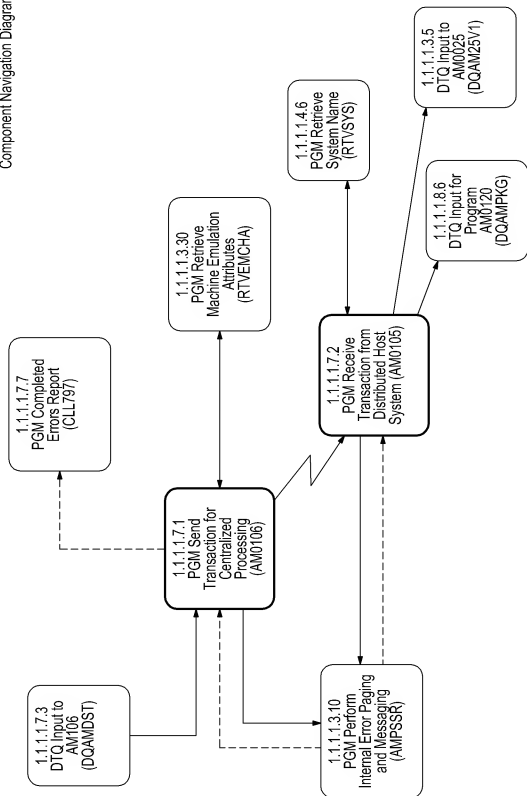 Component Navigation Diagram
1.1.1.1.7.3
DTQ Input to
AM106
(DQAMDST)
1.1.1.1.7.7
PGM Completed
Errors Report
(CLL797)
1.1.1.1.7.1
PGM Send
Transaction for
Centralized
Processing
(AM0106)
1.1.1.1.3.30
PGM Retrieve
Machine Emulation
Attributes
(RTVEMCHA)
1.1.1.1.3.10
PGM Perform
Internal Error Paging
and Messaging
(AMPSSR)
1.1.1.1.7.2
PGM Receive
Transaction from
Distributed Host
System (AM0105)
1.1.1.1.4.6
PGM Retrieve
System Name
(RTVSYS)
1.1.1.1.8.6
DTQ Input for
Program
AM0120
(DQAMPKG)
1.1.1.1.3.5
DTQ Input to
AM0025
(DQAM25V1)